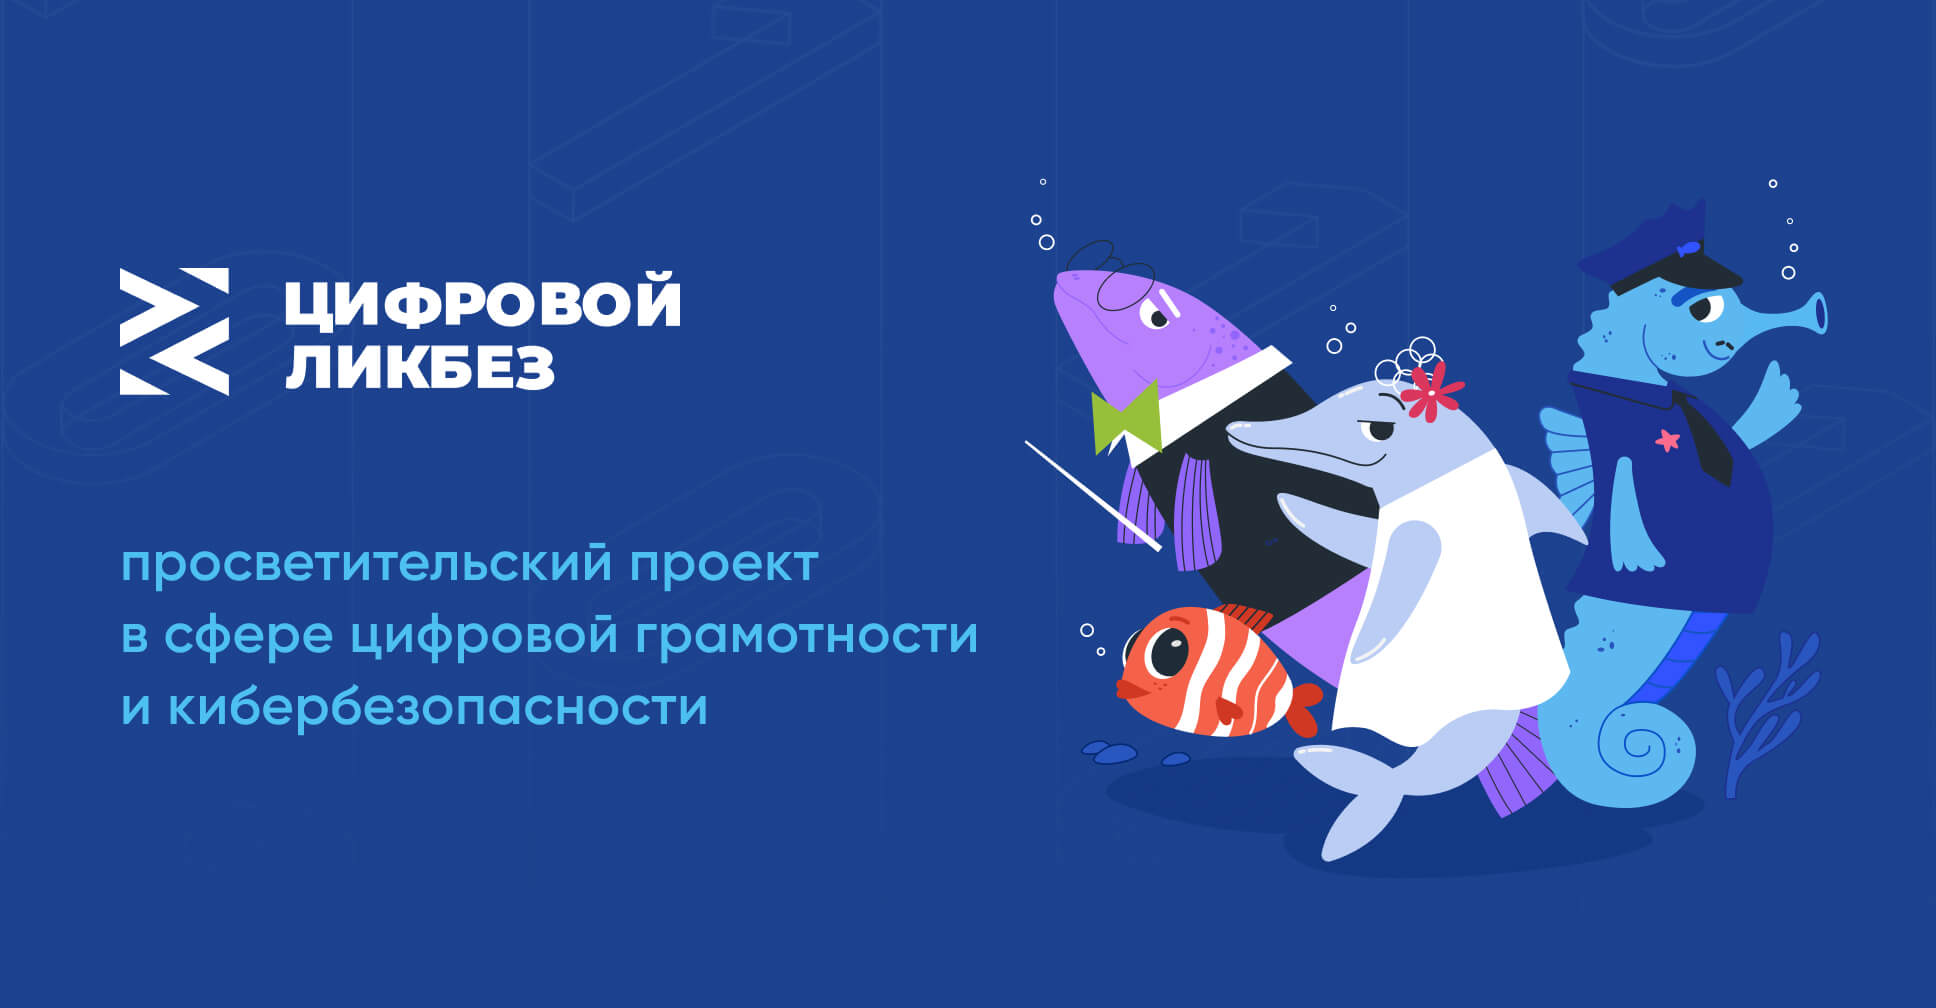 ЦИФРОВОЙ
ЛИКБЕЗ
просветительский проект
в сфере цифровой грамотности
и кибербезопасности